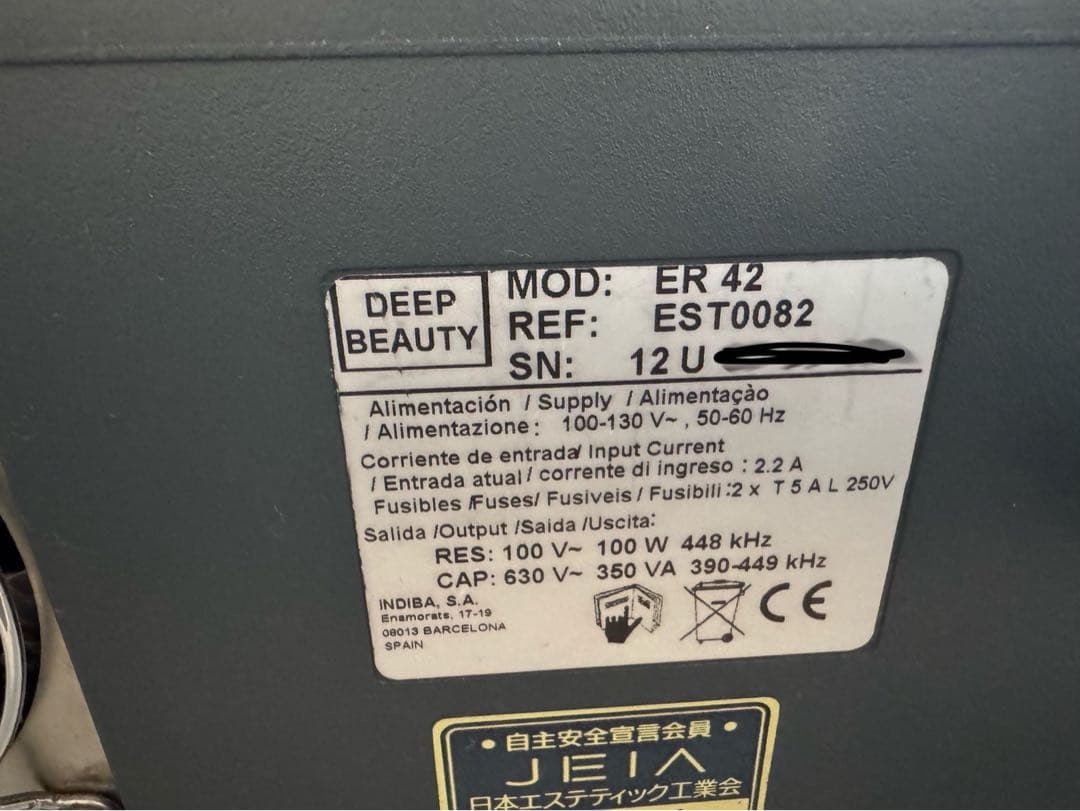 DEEP
BEAUTY
MOD: ER 42
REF: EST0082
SN: 12 U
Alimentación / Supply / Alimentaçào
/ Alimentazione: 100-130 V~, 50-60 Hz
Corriente de entrada/ Input Current
/ Entrada atual / corrente di ingreso : 2.2 A
Fusibles /Fuses/ Fusiveis / Fusibili :2 x T 5 A L 250V
Salida /Output /Saida /Uscita:
RES: 100 V~ 100 W 448 kHz
CAP: 630 V~ 350 VA 390-449 kHz
INDIBA, S.A.
Enamorats, 17-19
08013 BARCELONA
SPAIN
CE
• 自主安全宣言会員 •
JEIA
日本エステティック工業会